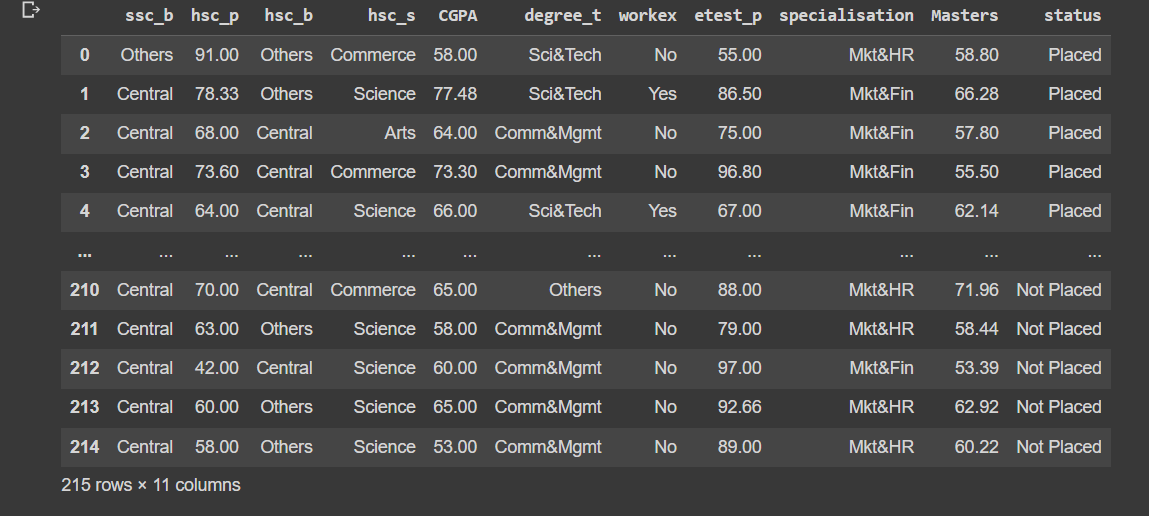 ssc_b hsc_p hsc_b hsc_s CGPA degree_t workex etest_p specialisation Masters status
0 Others 91.00 Others Commerce 58.00 Sci&Tech No 55.00 Mkt&HR 58.80 Placed
1 Central 78.33 Others Science 77.48 Sci&Tech Yes 86.50 Mkt&Fin 66.28 Placed
2 Central 68.00 Central Arts 64.00 Comm&Mgmt No 75.00 Mkt&Fin 57.80 Placed
3 Central 73.60 Central Commerce 73.30 Comm&Mgmt No 96.80 Mkt&Fin 55.50 Placed
4 Central 64.00 Central Science 66.00 Sci&Tech Yes 67.00 Mkt&Fin 62.14 Placed
... ... ... ... ... ... ... ... ... ... ... ...
210 Central 70.00 Central Commerce 65.00 Others No 88.00 Mkt&HR 71.96 Not Placed
211 Central 63.00 Others Science 58.00 Comm&Mgmt No 79.00 Mkt&HR 58.44 Not Placed
212 Central 42.00 Central Science 60.00 Comm&Mgmt No 97.00 Mkt&Fin 53.39 Not Placed
213 Central 60.00 Others Science 65.00 Comm&Mgmt No 92.66 Mkt&HR 62.92 Not Placed
214 Central 58.00 Others Science 53.00 Comm&Mgmt No 89.00 Mkt&HR 60.22 Not Placed
215 rows × 11 columns